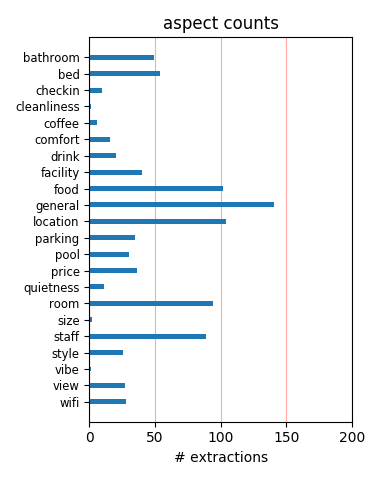 aspect counts
bathroom
bed
checkin
cleanliness
coffee
comfort
drink
facility
food
general
location
parking
pool
price
quietness
room
size
staff
style
vibe
view
wifi
0 50 100 150 200
# extractions